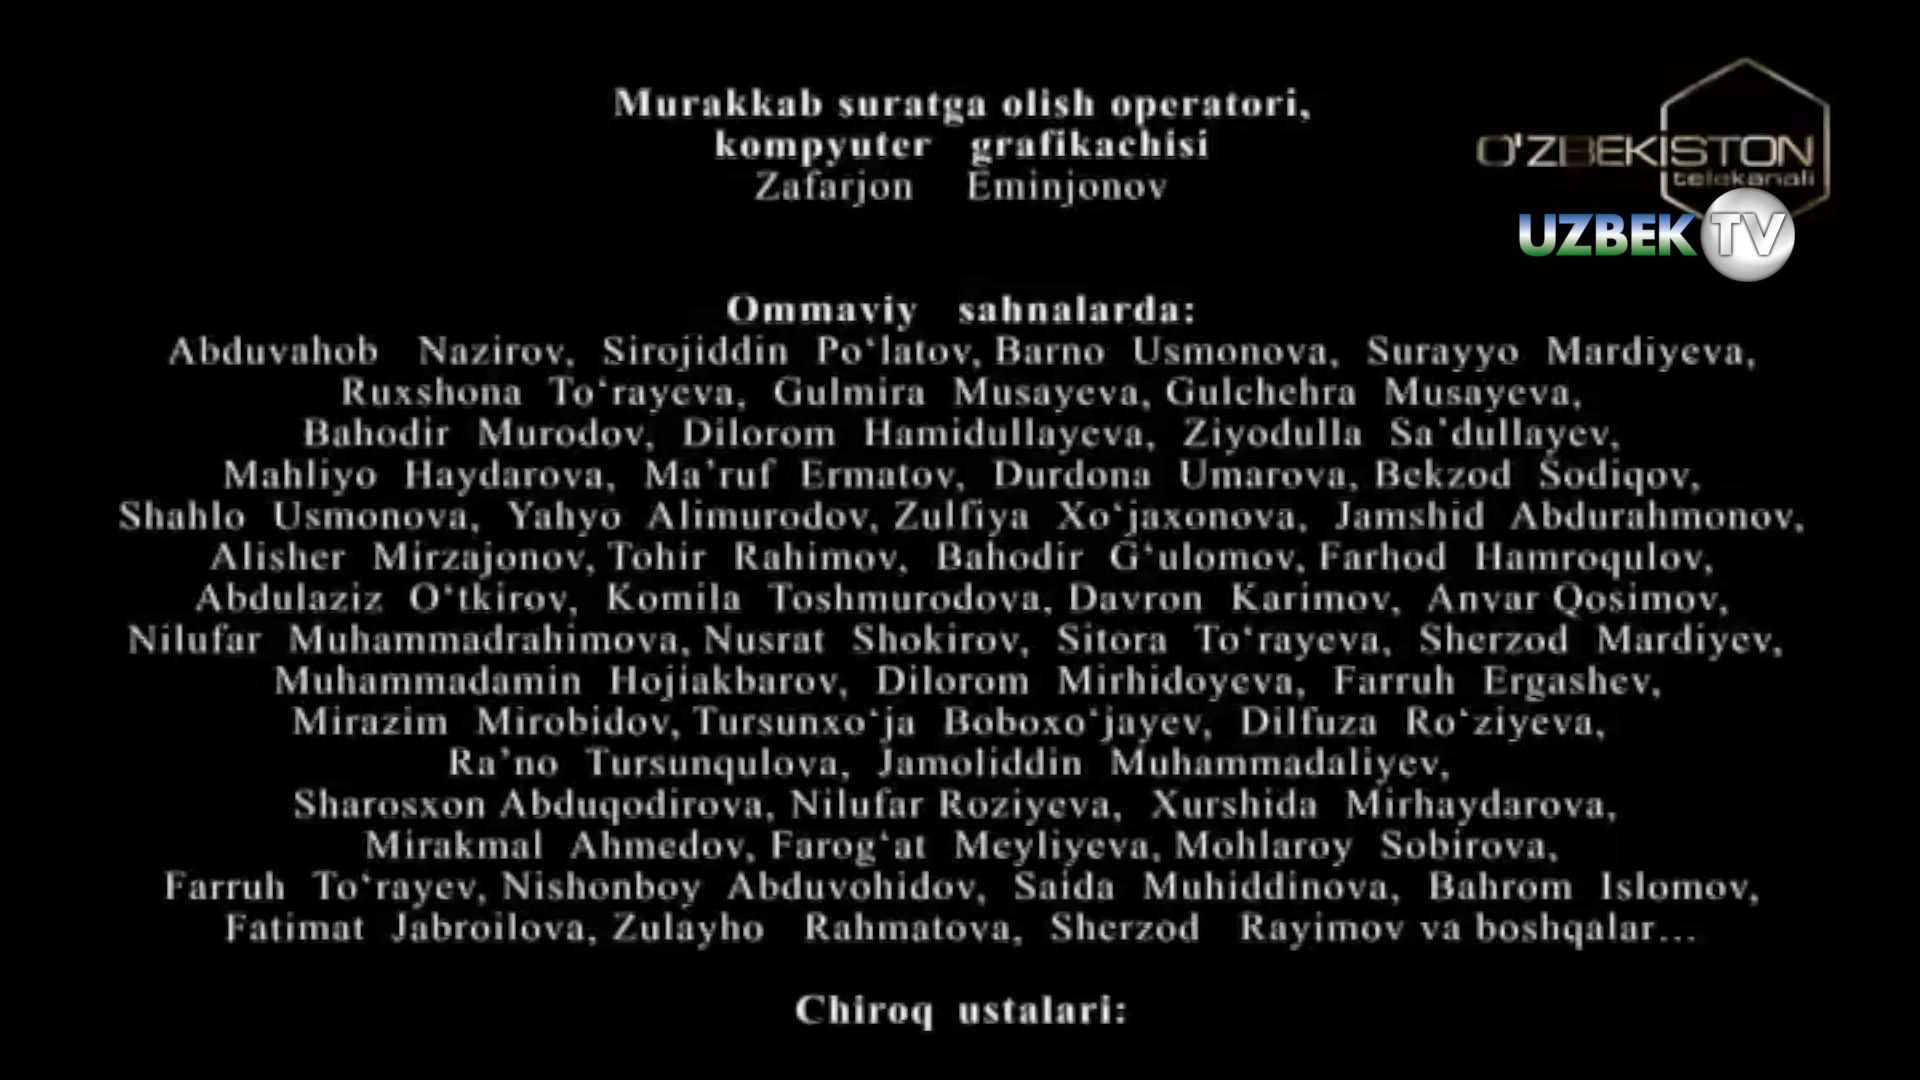 Murakkab suratga olish operatori,
kompyuter grafikachisi
Zafarjon Eminjonov
O'ZBEKISTON
telekanali
UZBEK TV
Ommaviy sahnalarda:
Abduvahob Nazirov, Sirojiddin Po‘latov, Barno Usmonova, Surayyo Mardiyeva,
Ruxshona To‘rayeva, Gulmira Musayeva, Gulchehra Musayeva,
Bahodir Murodov, Dilorom Hamidullayeva, Ziyodulla Sa’dullayev,
Mahliyo Haydarova, Ma’ruf Ermatov, Durdona Umarova, Bekzod Sodiqov,
Shahlo Usmonova, Yahyo Alimurodov, Zulfiya Xo‘jaxonova, Jamshid Abdurahmonov,
Alisher Mirzajonov, Tohir Rahimov, Bahodir G‘ulomov, Farhod Hamroqulov,
Abdulaziz O‘tkirov, Komila Toshmurodova, Davron Karimov, Anvar Qosimov,
Nilufar Muhammadrahimova, Nusrat Shokirov, Sitora To‘rayeva, Sherzod Mardiyev,
Muhammadamin Hojiakbarov, Dilorom Mirhidoyeva, Farruh Ergashev,
Mirazim Mirobidov, Tursunxo‘ja Boboxo‘jayev, Dilfuza Ro‘ziyeva,
Ra’no Tursunqulova, Jamoliddin Muhammadaliyev,
Sharosxon Abduqodirova, Nilufar Roziyeva, Xurshida Mirhaydarova,
Mirakmal Ahmedov, Farog‘at Meyliyeva, Mohlaroy Sobirova,
Farruh To‘rayev, Nishonboy Abduvohidov, Saida Muhiddinova, Bahrom Islomov,
Fatimat Jabroilova, Zulayho Rahmatova, Sherzod Rayimov va boshqalar...
Chiroq ustalari: